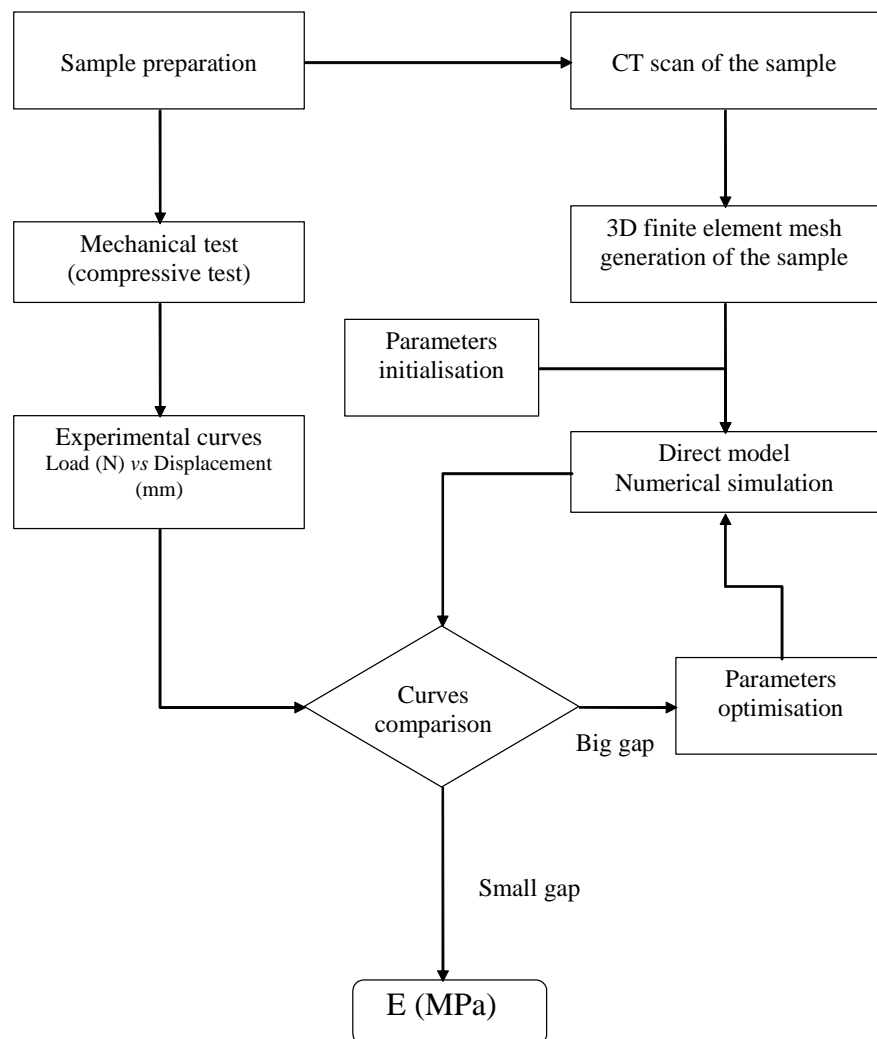 Sample preparation
CT scan of the sample
Mechanical test
(compressive test)
3D finite element mesh
generation of the sample
Parameters
initialisation
Experimental curves
Load (N) vs Displacement
(mm)
Direct model
Numerical simulation
Curves
comparison
Big gap
Parameters
optimisation
Small gap
E (MPa)